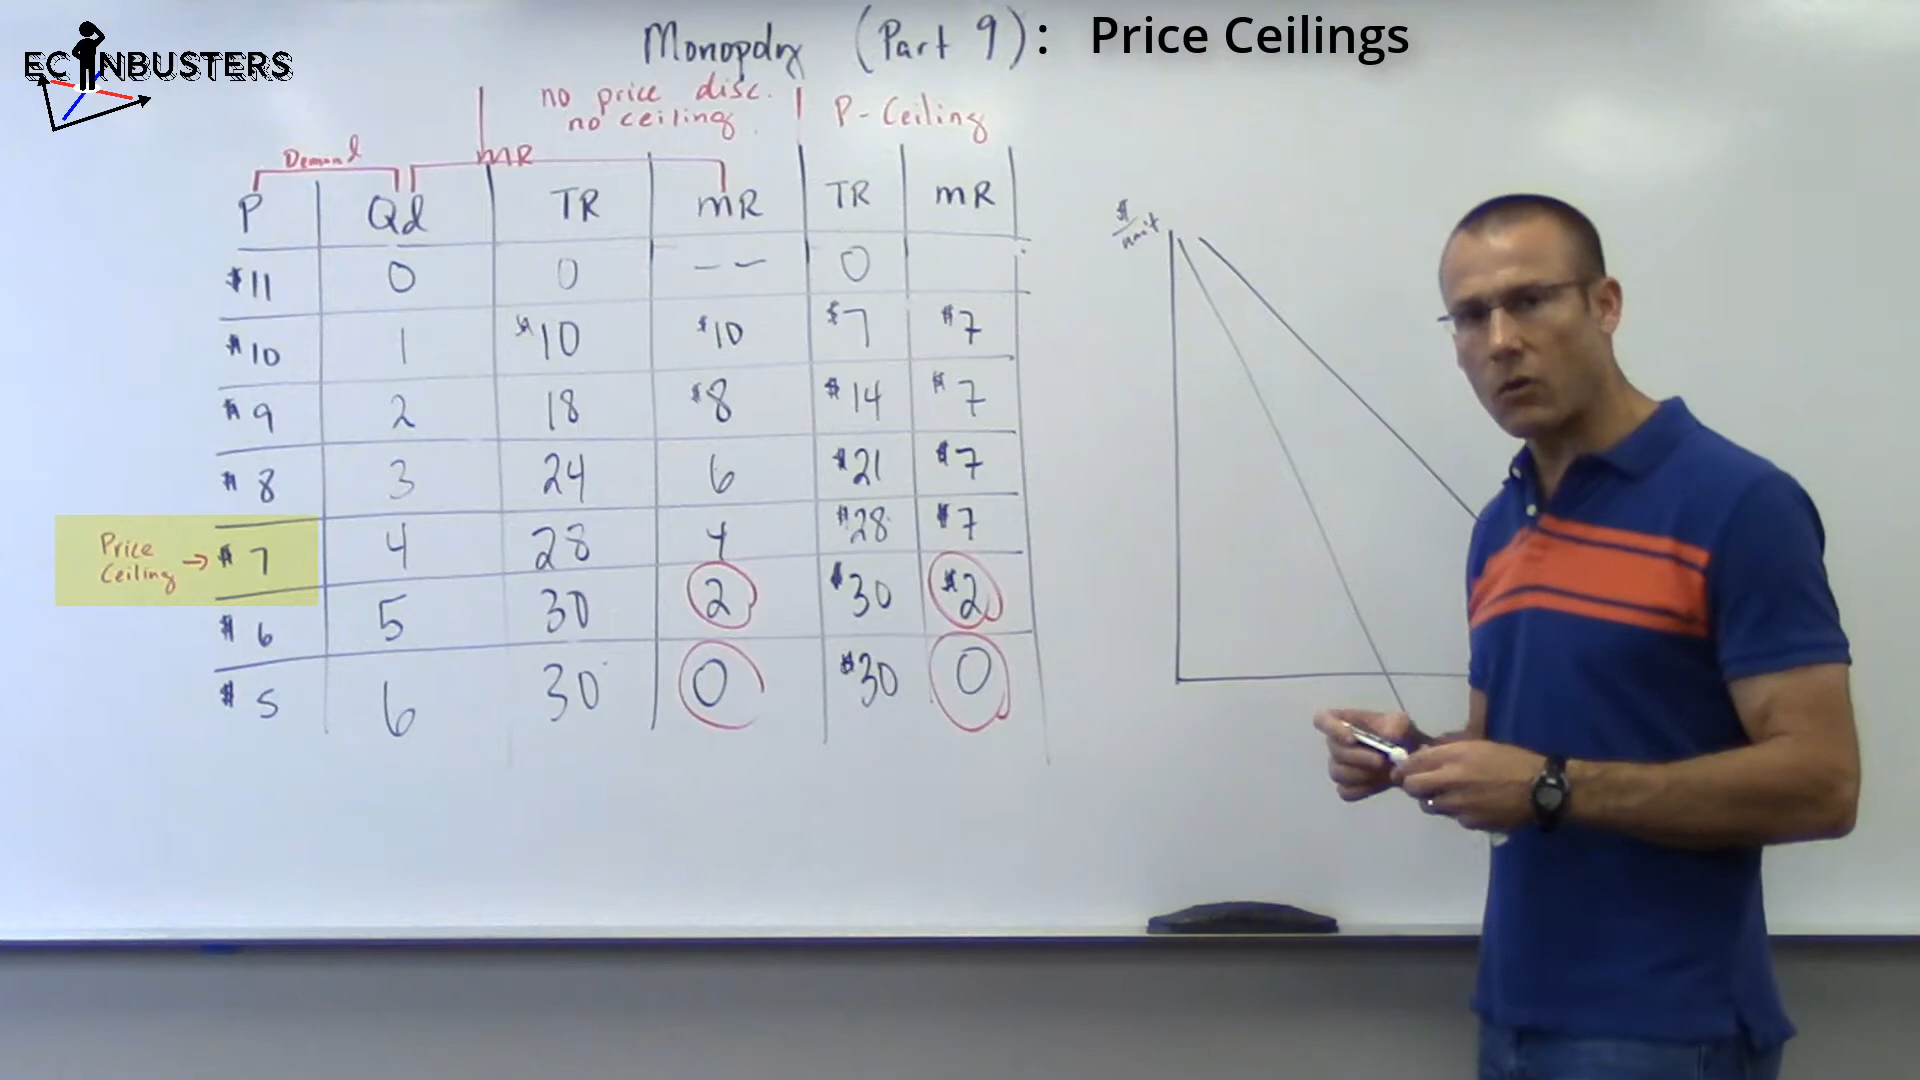 ECONBUSTERS
Monopoly (Part 9): Price Ceilings
no price disc.
no ceiling.
P-Ceiling
Demand
MR
P Qd TR MR TR MR
$11 0 0 -- 0
$10 1 $10 $10 $7 $7
$9 2 18 $8 $14 $7
$8 3 24 6 $21 $7
Price
Ceiling → $7 4 28 4 $28 $7
$6 5 30 2 $30 $2
$5 6 30 0 $30 0
$/unit